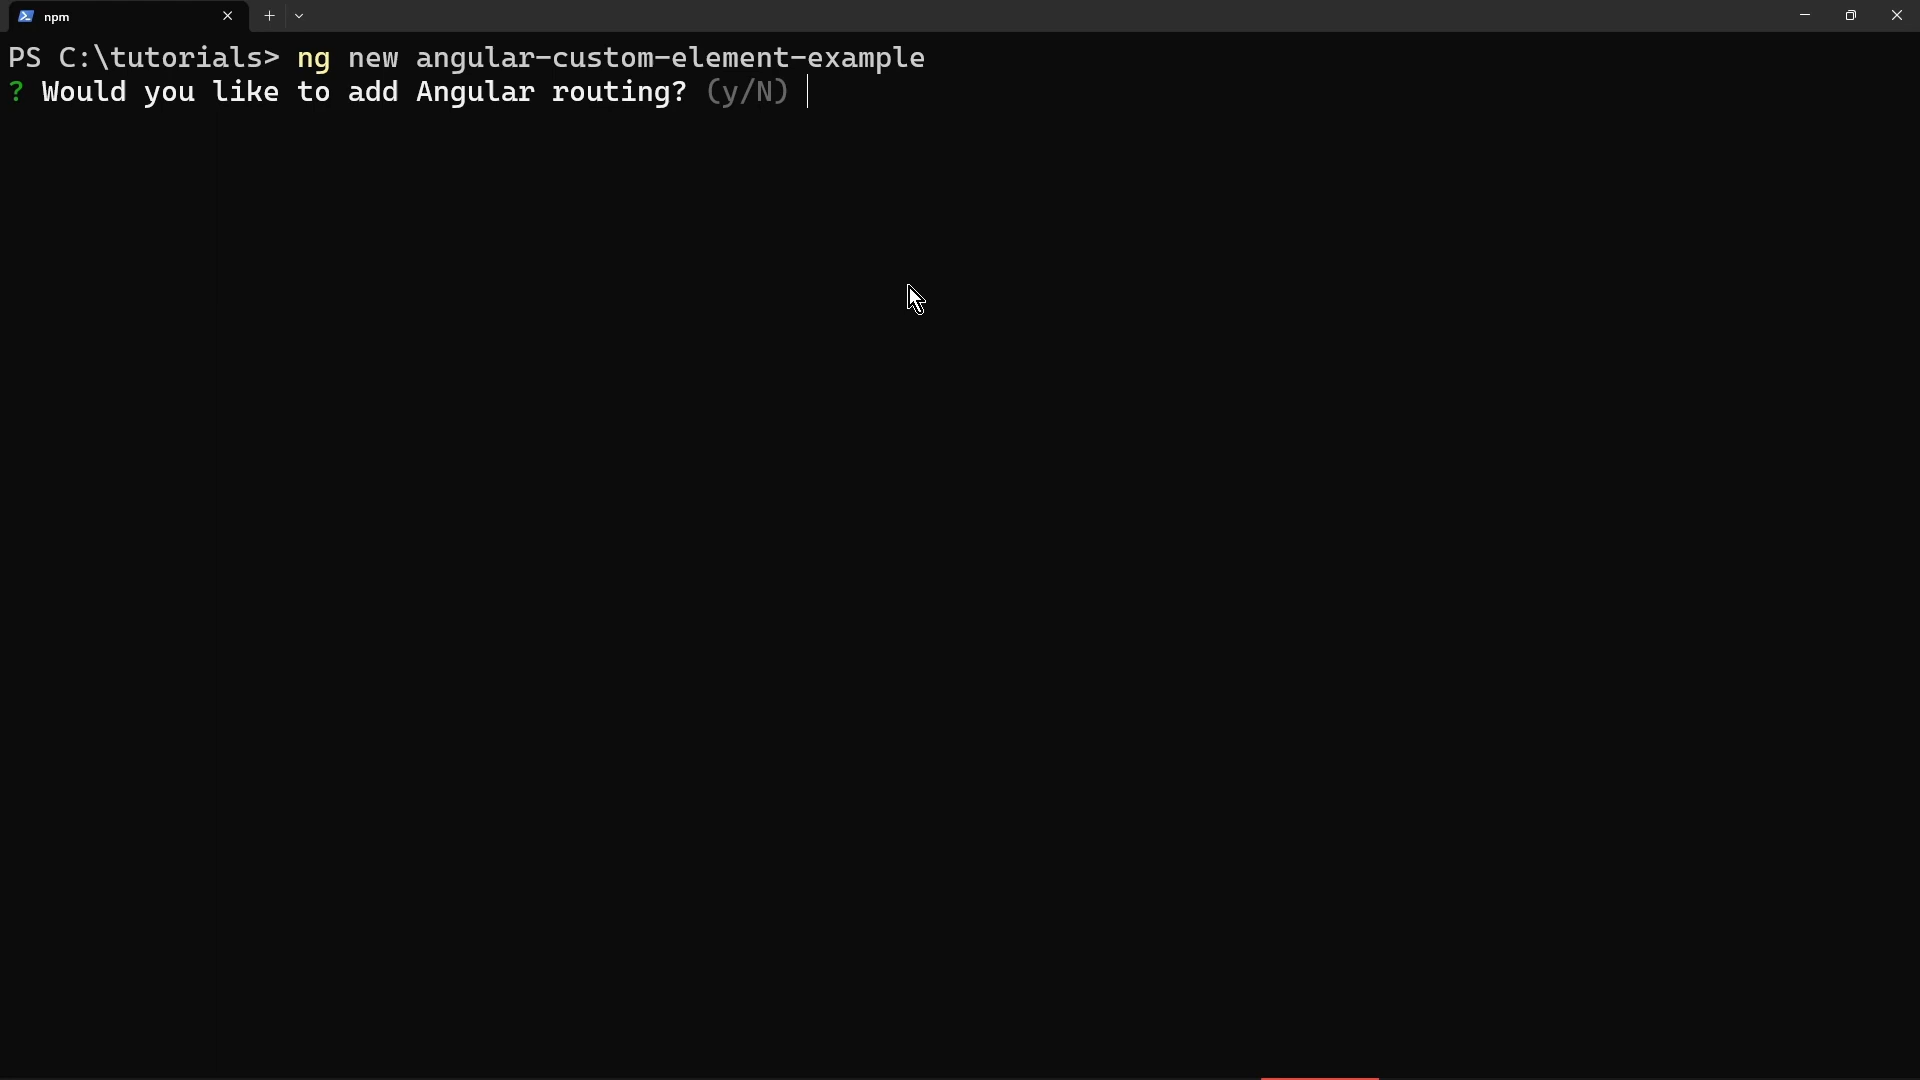 npm
PS C:\tutorials> ng new angular-custom-element-example
? Would you like to add Angular routing? (y/N)